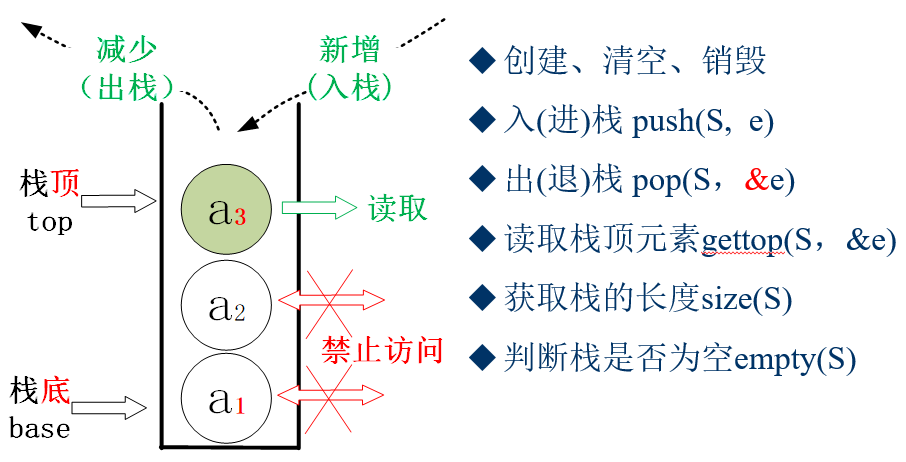 减少
（出栈）
新增
(入栈)
栈顶
top
a3
读取
a2
禁止访问
栈底
base
a1
◆ 创建、清空、销毁
◆ 入(进)栈 push(S, e)
◆ 出(退)栈 pop(S，&e)
◆ 读取栈顶元素gettop(S，&e)
◆ 获取栈的长度size(S)
◆ 判断栈是否为空empty(S)